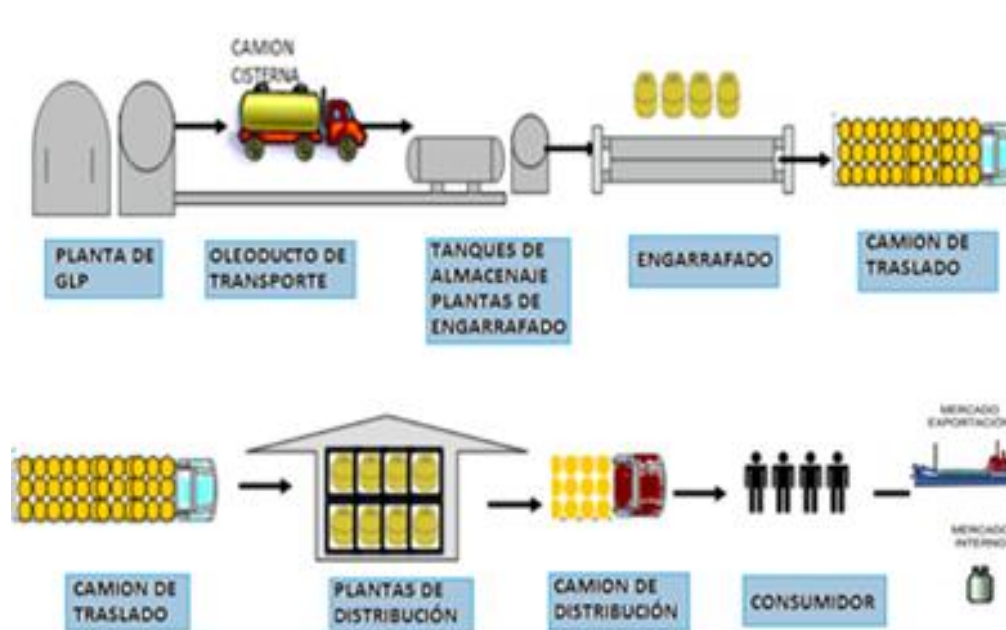 CAMION
CISTERNA
PLANTA DE
GLP
OLEODUCTO DE
TRANSPORTE
TANQUES DE
ALMACENAJE
PLANTAS DE
ENGARRAFADO
ENGARRAFADO
CAMION DE
TRASLADO
MERCADO
EXPORTACIÓN
MERCADO
INTERNO
CAMION DE
TRASLADO
PLANTAS DE
DISTRIBUCIÓN
CAMION DE
DISTRIBUCIÓN
CONSUMIDOR